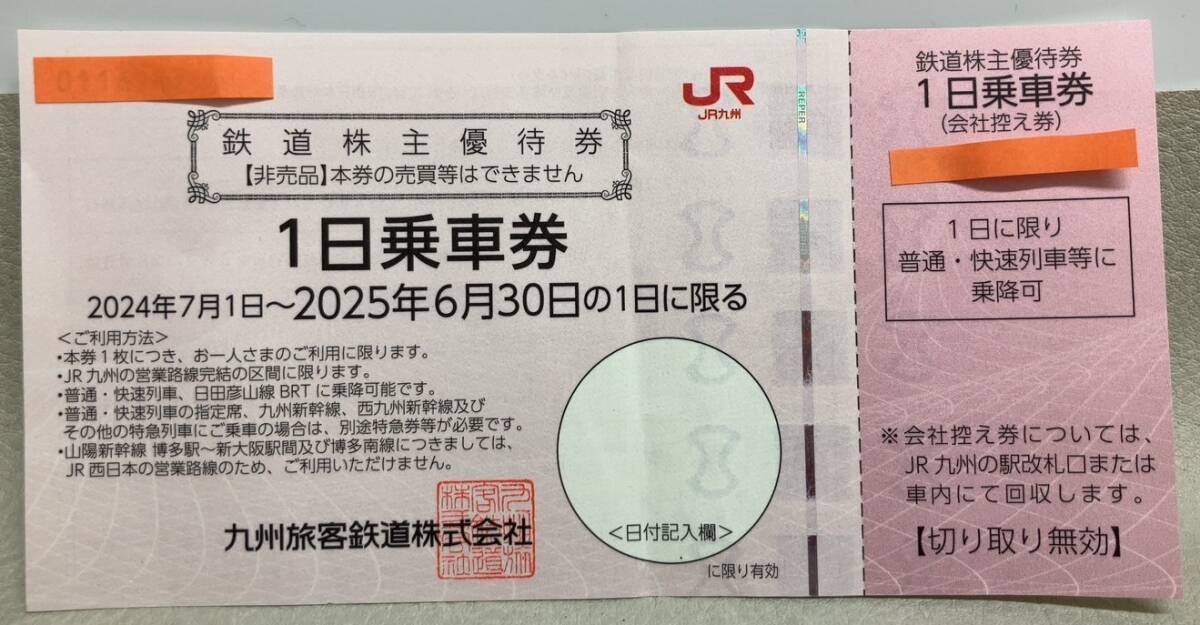 JR
JR九州
鉄道株主優待券
【非売品】本券の売買等はできません
1日乗車券
2024年7月1日～2025年6月30日の1日に限る
＜ご利用方法＞
・本券1枚につき、お一人さまのご利用に限ります。
・JR九州の営業路線完結の区間に限ります。
・普通・快速列車、日田彦山線BRTに乗降可能です。
・普通・快速列車の指定席、九州新幹線、西九州新幹線及び
その他の特急列車にご乗車の場合は、別途特急券等が必要です。
・山陽新幹線 博多駅～新大阪駅間及び博多南線につきましては、
JR西日本の営業路線のため、ご利用いただけません。
九州旅客鉄道株式会社
＜日付記入欄＞
に限り有効
鉄道株主優待券
1日乗車券
(会社控え券)
1日に限り
普通・快速列車等に
乗降可
※会社控え券については、
JR九州の駅改札口または
車内にて回収します。
【切り取り無効】